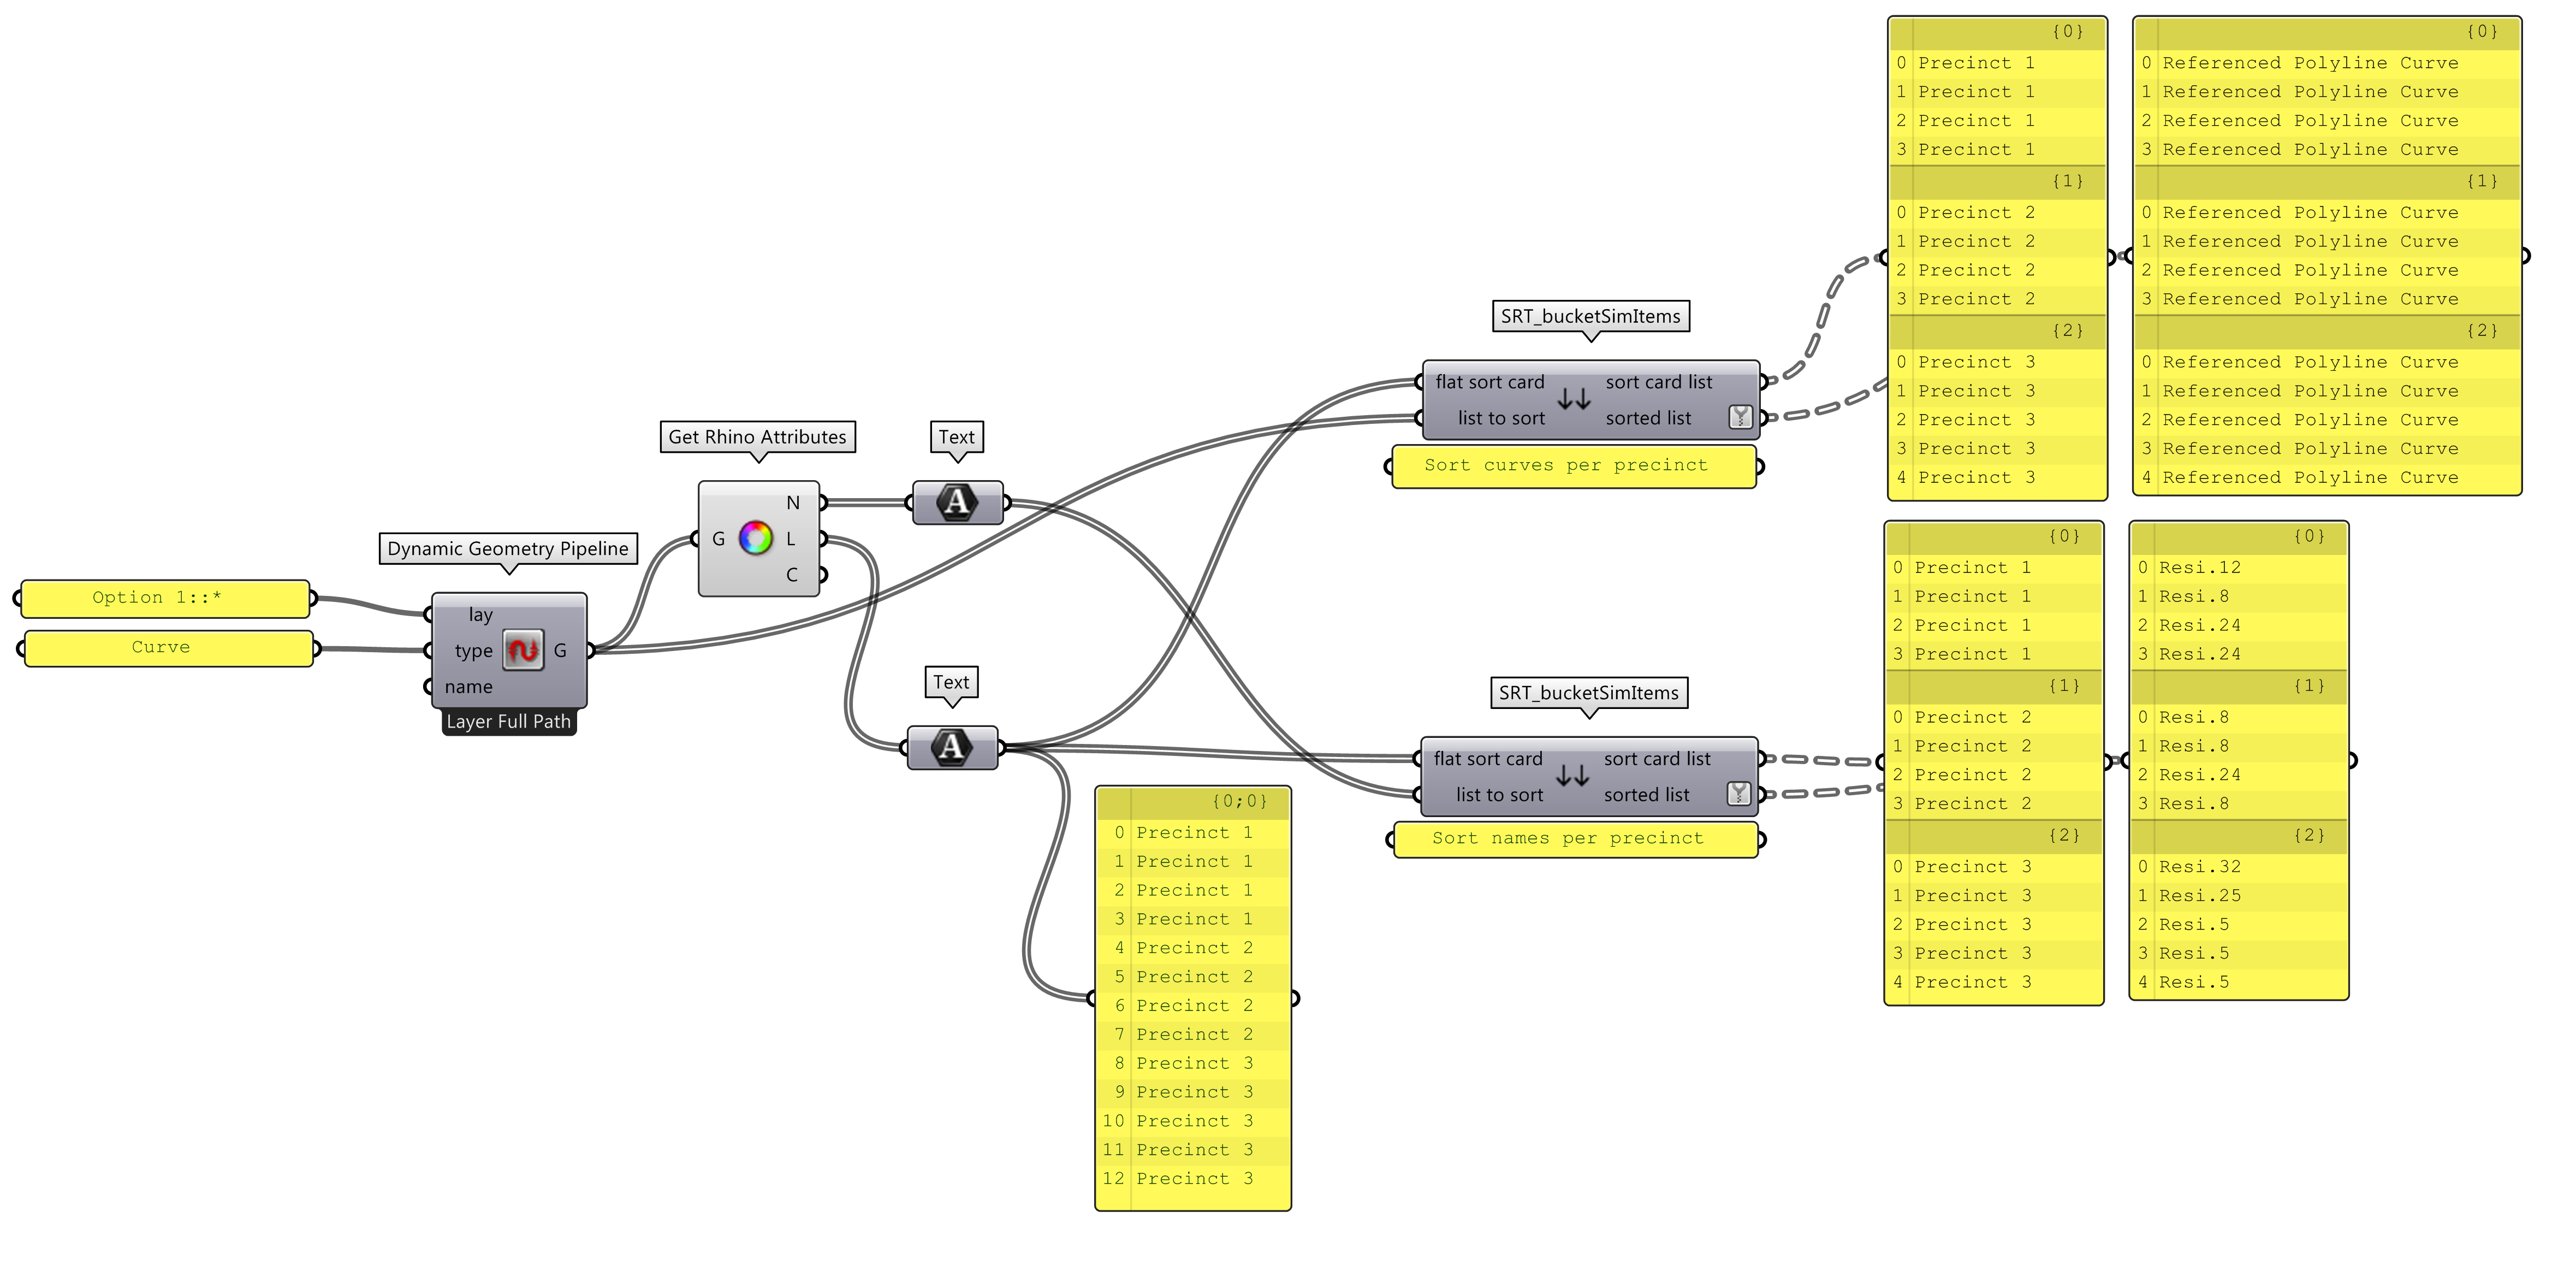 Option 1::*
Curve
Dynamic Geometry Pipeline
lay
type
name
G
Layer Full Path
Get Rhino Attributes
G
N
L
C
Text
A
Text
A
{0;0}
0 Precinct 1
1 Precinct 1
2 Precinct 1
3 Precinct 1
4 Precinct 2
5 Precinct 2
6 Precinct 2
7 Precinct 2
8 Precinct 3
9 Precinct 3
10 Precinct 3
11 Precinct 3
12 Precinct 3
SRT_bucketSimItems
flat sort card sort card list
list to sort sorted list
Sort curves per precinct
SRT_bucketSimItems
flat sort card sort card list
list to sort sorted list
Sort names per precinct
{0}
0 Precinct 1
1 Precinct 1
2 Precinct 1
3 Precinct 1
{1}
0 Precinct 2
1 Precinct 2
2 Precinct 2
3 Precinct 2
{2}
0 Precinct 3
1 Precinct 3
2 Precinct 3
3 Precinct 3
4 Precinct 3
{0}
0 Referenced Polyline Curve
1 Referenced Polyline Curve
2 Referenced Polyline Curve
3 Referenced Polyline Curve
{1}
0 Referenced Polyline Curve
1 Referenced Polyline Curve
2 Referenced Polyline Curve
3 Referenced Polyline Curve
{2}
0 Referenced Polyline Curve
1 Referenced Polyline Curve
2 Referenced Polyline Curve
3 Referenced Polyline Curve
4 Referenced Polyline Curve
{0}
0 Precinct 1
1 Precinct 1
2 Precinct 1
3 Precinct 1
{1}
0 Precinct 2
1 Precinct 2
2 Precinct 2
3 Precinct 2
{2}
0 Precinct 3
1 Precinct 3
2 Precinct 3
3 Precinct 3
4 Precinct 3
{0}
0 Resi.12
1 Resi.8
2 Resi.24
3 Resi.24
{1}
0 Resi.8
1 Resi.8
2 Resi.24
3 Resi.8
{2}
0 Resi.32
1 Resi.25
2 Resi.5
3 Resi.5
4 Resi.5